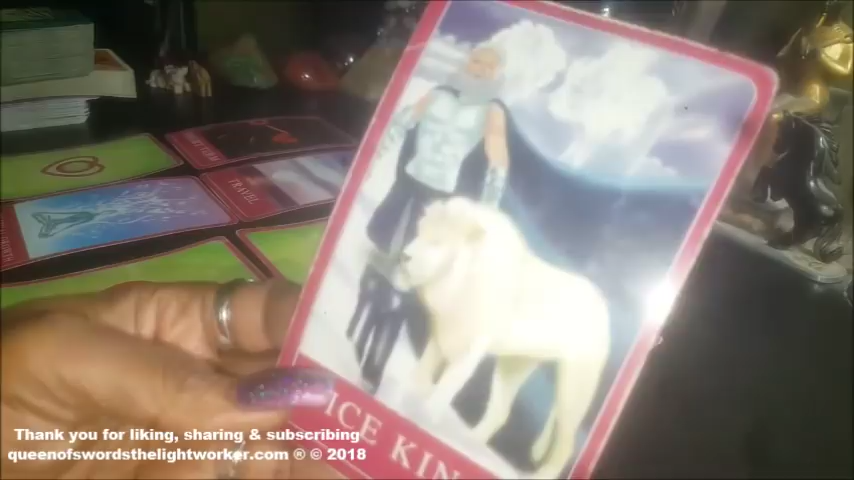 TRAVEL
ICE KIN
Thank you for liking, sharing & subscribing
queenofswordsthelightworker.com ® © 2018